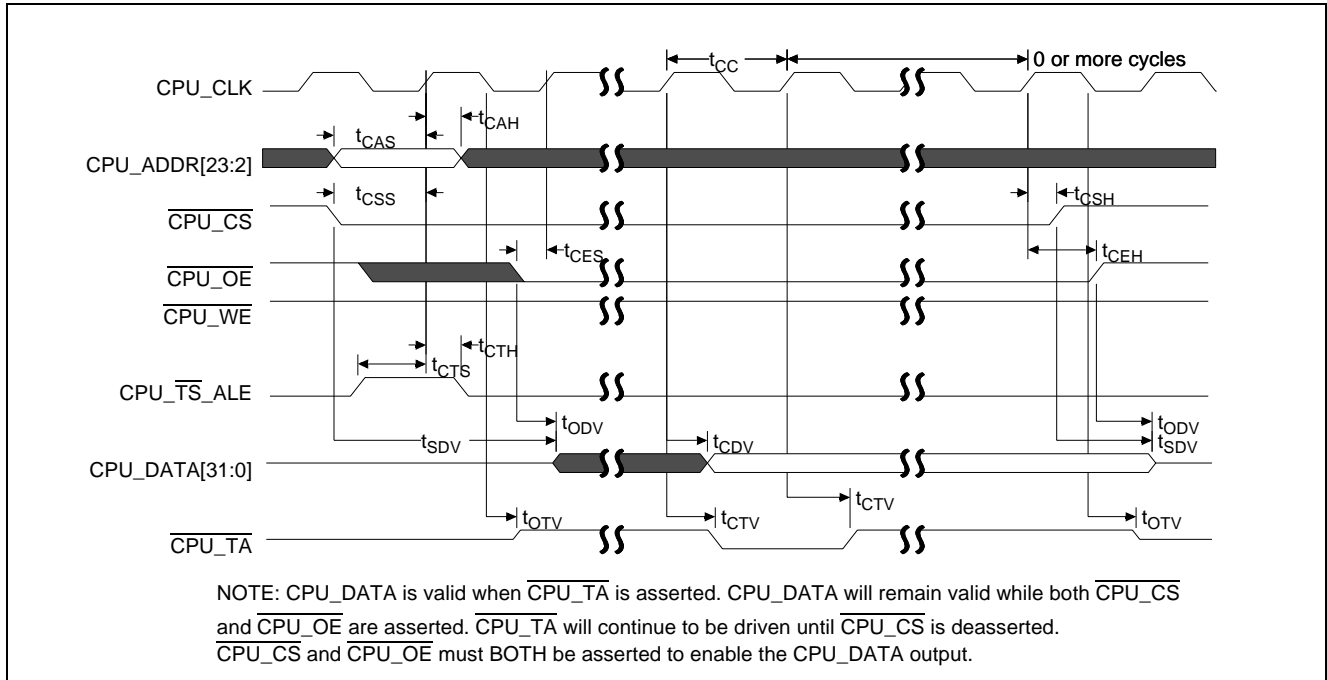 tCC
0 or more cycles
CPU_CLK
tCAH
tCAS
CPU_ADDR[23:2]
tCSS
tCSH
CPU_CS
tCES
tCEH
CPU_OE
CPU_WE
tCTH
tCTS
CPU_TS_ALE
tODV
tODV
tSDV
tCDV
tSDV
CPU_DATA[31:0]
tCTV
tOTV
tCTV
tOTV
CPU_TA
NOTE: CPU_DATA is valid when CPU_TA is asserted. CPU_DATA will remain valid while both CPU_CS
and CPU_OE are asserted. CPU_TA will continue to be driven until CPU_CS is deasserted.
CPU_CS and CPU_OE must BOTH be asserted to enable the CPU_DATA output.